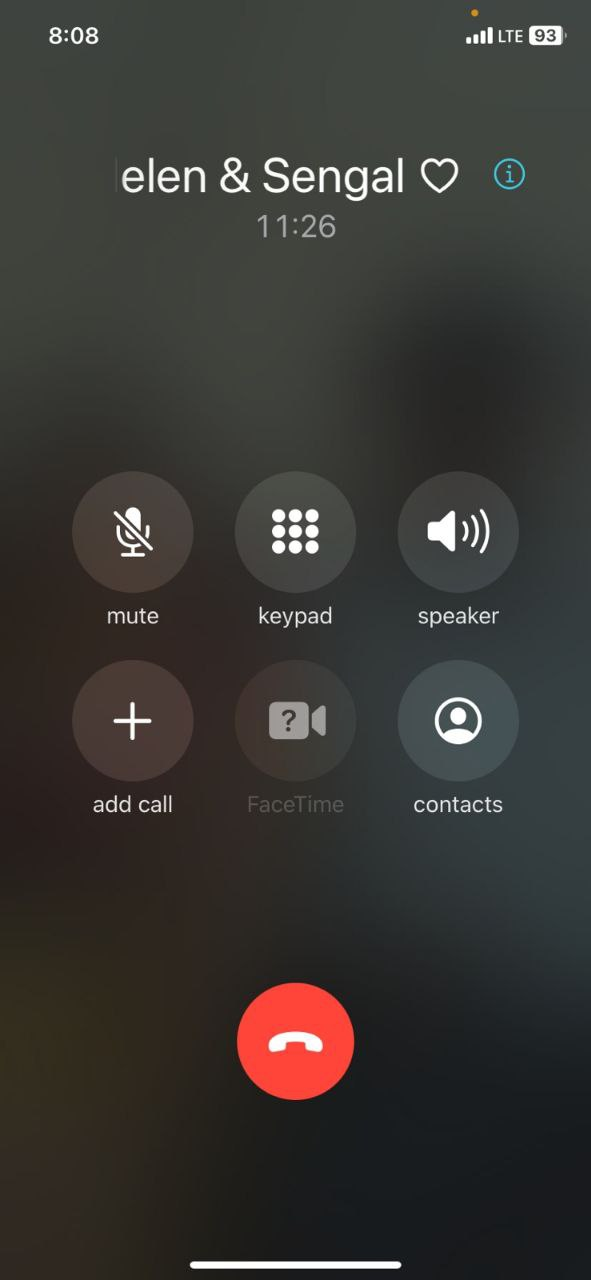 8:08
LTE 93
elen & Sengal ♡
11:26
mute
keypad
speaker
add call
FaceTime
contacts